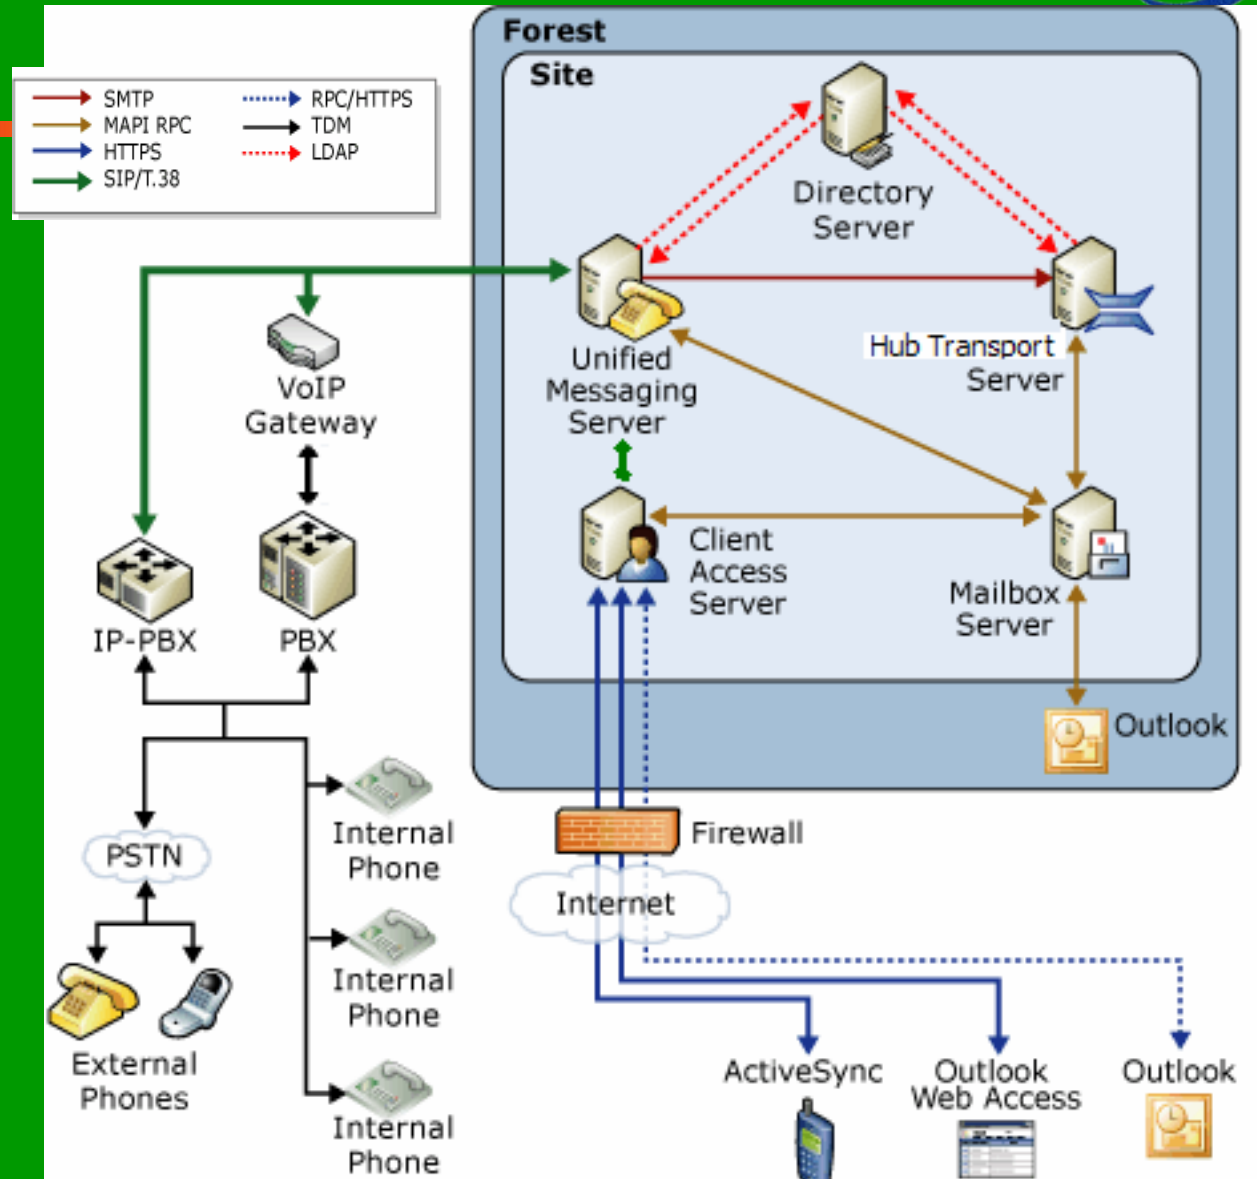 Forest
Site
SMTP
MAPI RPC
HTTPS
SIP/T.38
RPC/HTTPS
TDM
LDAP
Directory
Server
Unified
Messaging
Server
Hub Transport
Server
VoIP
Gateway
IP-PBX
PBX
Client
Access
Server
Mailbox
Server
Outlook
PSTN
Internal
Phone
Internal
Phone
Internal
Phone
External
Phones
Firewall
Internet
ActiveSync
Outlook
Web Access
Outlook